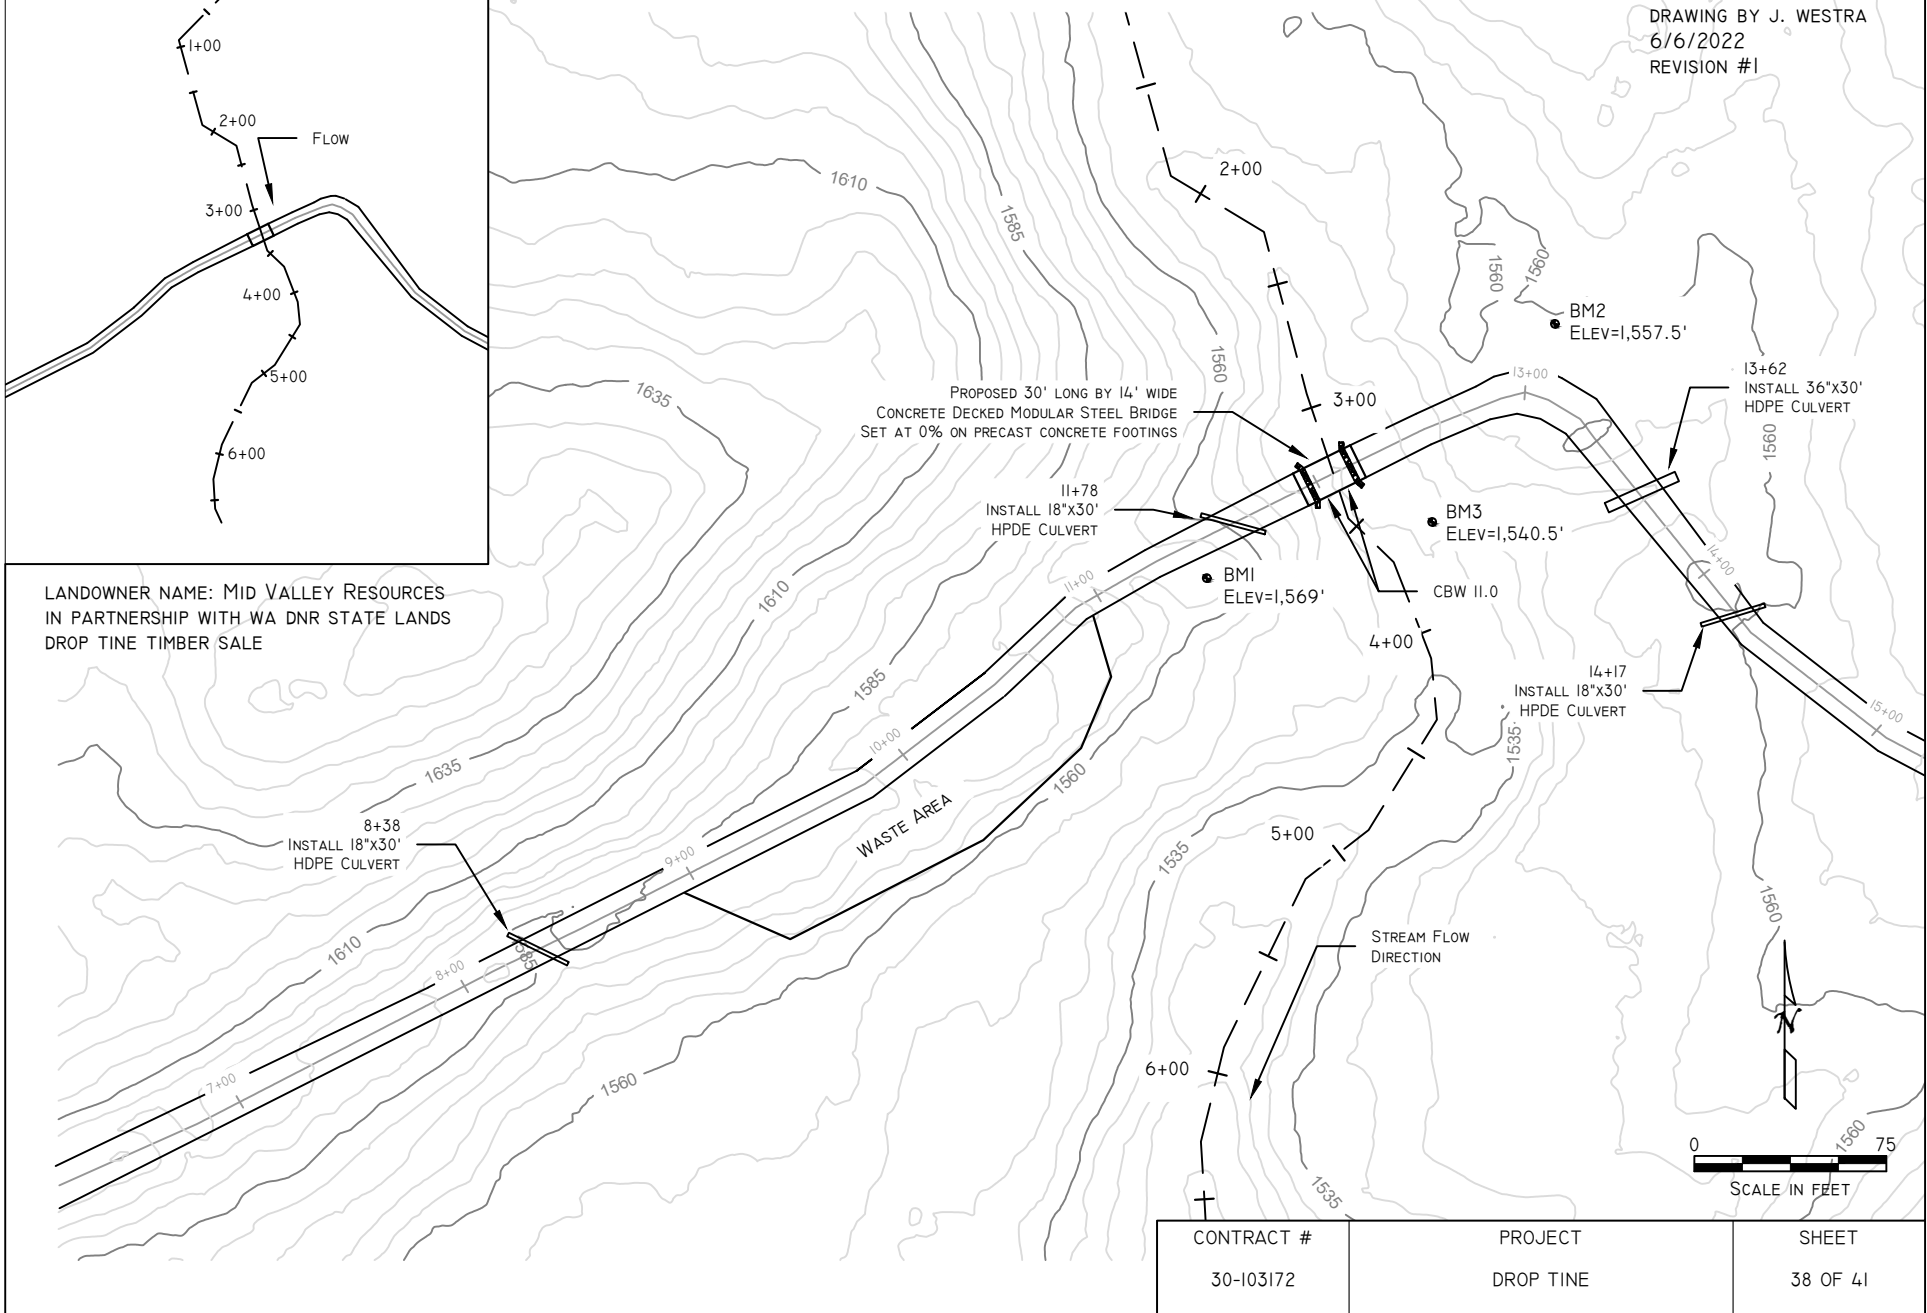 DRAWING BY J. WESTRA
6/6/2022
REVISION #1
1+00
2+00
FLOW
3+00
4+00
5+00
6+00
LANDOWNER NAME: MID VALLEY RESOURCES
IN PARTNERSHIP WITH WA DNR STATE LANDS
DROP TINE TIMBER SALE
1610
1585
2+00
1560
1560
BM2
ELEV=1,557.5'
1635
1560
PROPOSED 30' LONG BY 14' WIDE
CONCRETE DECKED MODULAR STEEL BRIDGE
SET AT 0% ON PRECAST CONCRETE FOOTINGS
3+00
13+00
13+62
INSTALL 36"X30'
HDPE CULVERT
1560
11+78
INSTALL 18"X30'
HPDE CULVERT
BM3
ELEV=1,540.5'
BM1
ELEV=1,569'
CBW 11.0
11+00
14+00
1610
4+00
14+17
INSTALL 18"X30'
HPDE CULVERT
1585
15+00
10+00
1535
1635
1560
WASTE AREA
8+38
INSTALL 18"X30'
HDPE CULVERT
9+00
5+00
1535
1560
1610
1585
8+00
STREAM FLOW
DIRECTION
7+00
1560
6+00
N
1560
0 75
SCALE IN FEET
1535
CONTRACT #
30-103172
PROJECT
DROP TINE
SHEET
38 OF 41